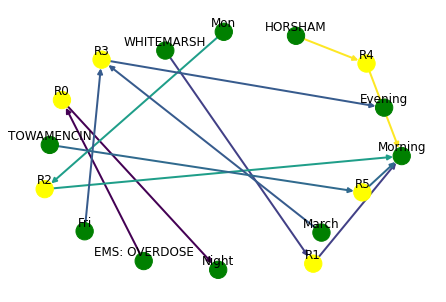 Mon
HORSHAM
WHITEMARSH
R3
R4
R0
Evening
TOWAMENCIN
Morning
R2
R5
Fri
March
EMS: OVERDOSE
R1
Night